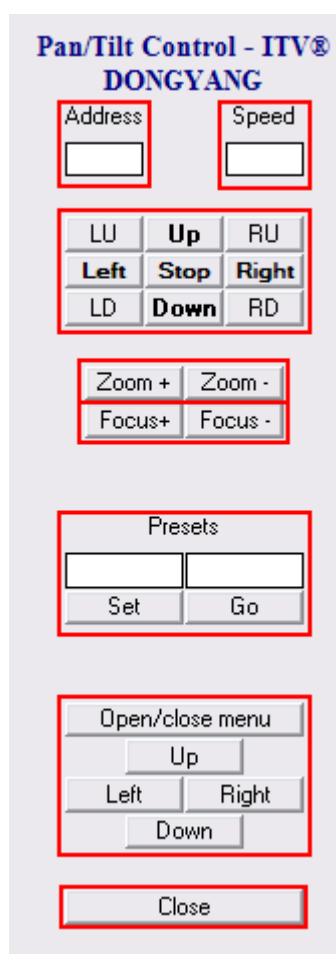 Pan/Tilt Control - ITV®
DONGYANG
Address Speed
LU Up RU
Left Stop Right
LD Down RD
Zoom + Zoom -
Focus+ Focus -
Presets
Set Go
Open/close menu
Up
Left Right
Down
Close